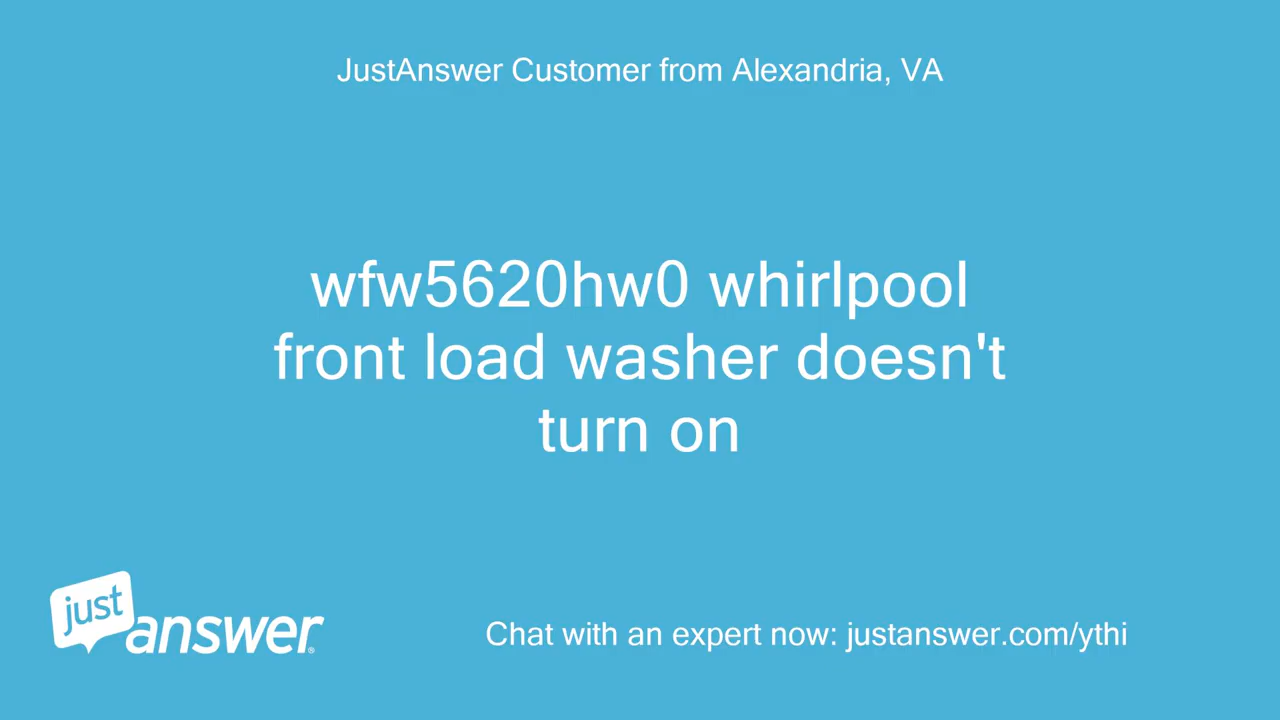 JustAnswer Customer from Alexandria, VA
wfw5620hw0 whirlpool
front load washer doesn't
turn on
just
answer®
Chat with an expert now: justanswer.com/ythi